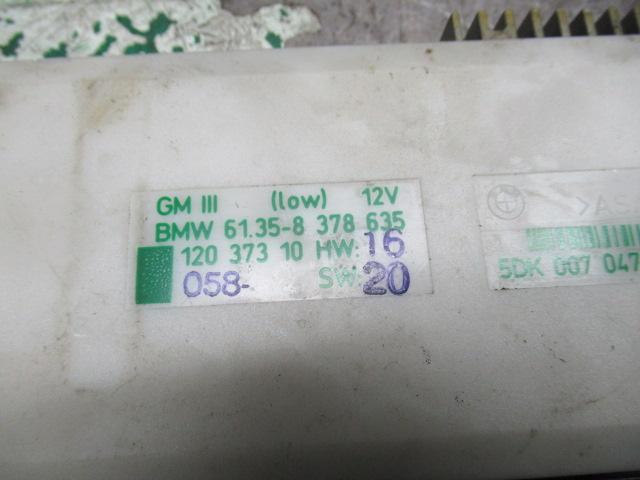 GM III (low) 12V
BMW 61.35-8 378 635
120 373 10 HW: 16
058- SW: 20
>AS
5DK 007 047